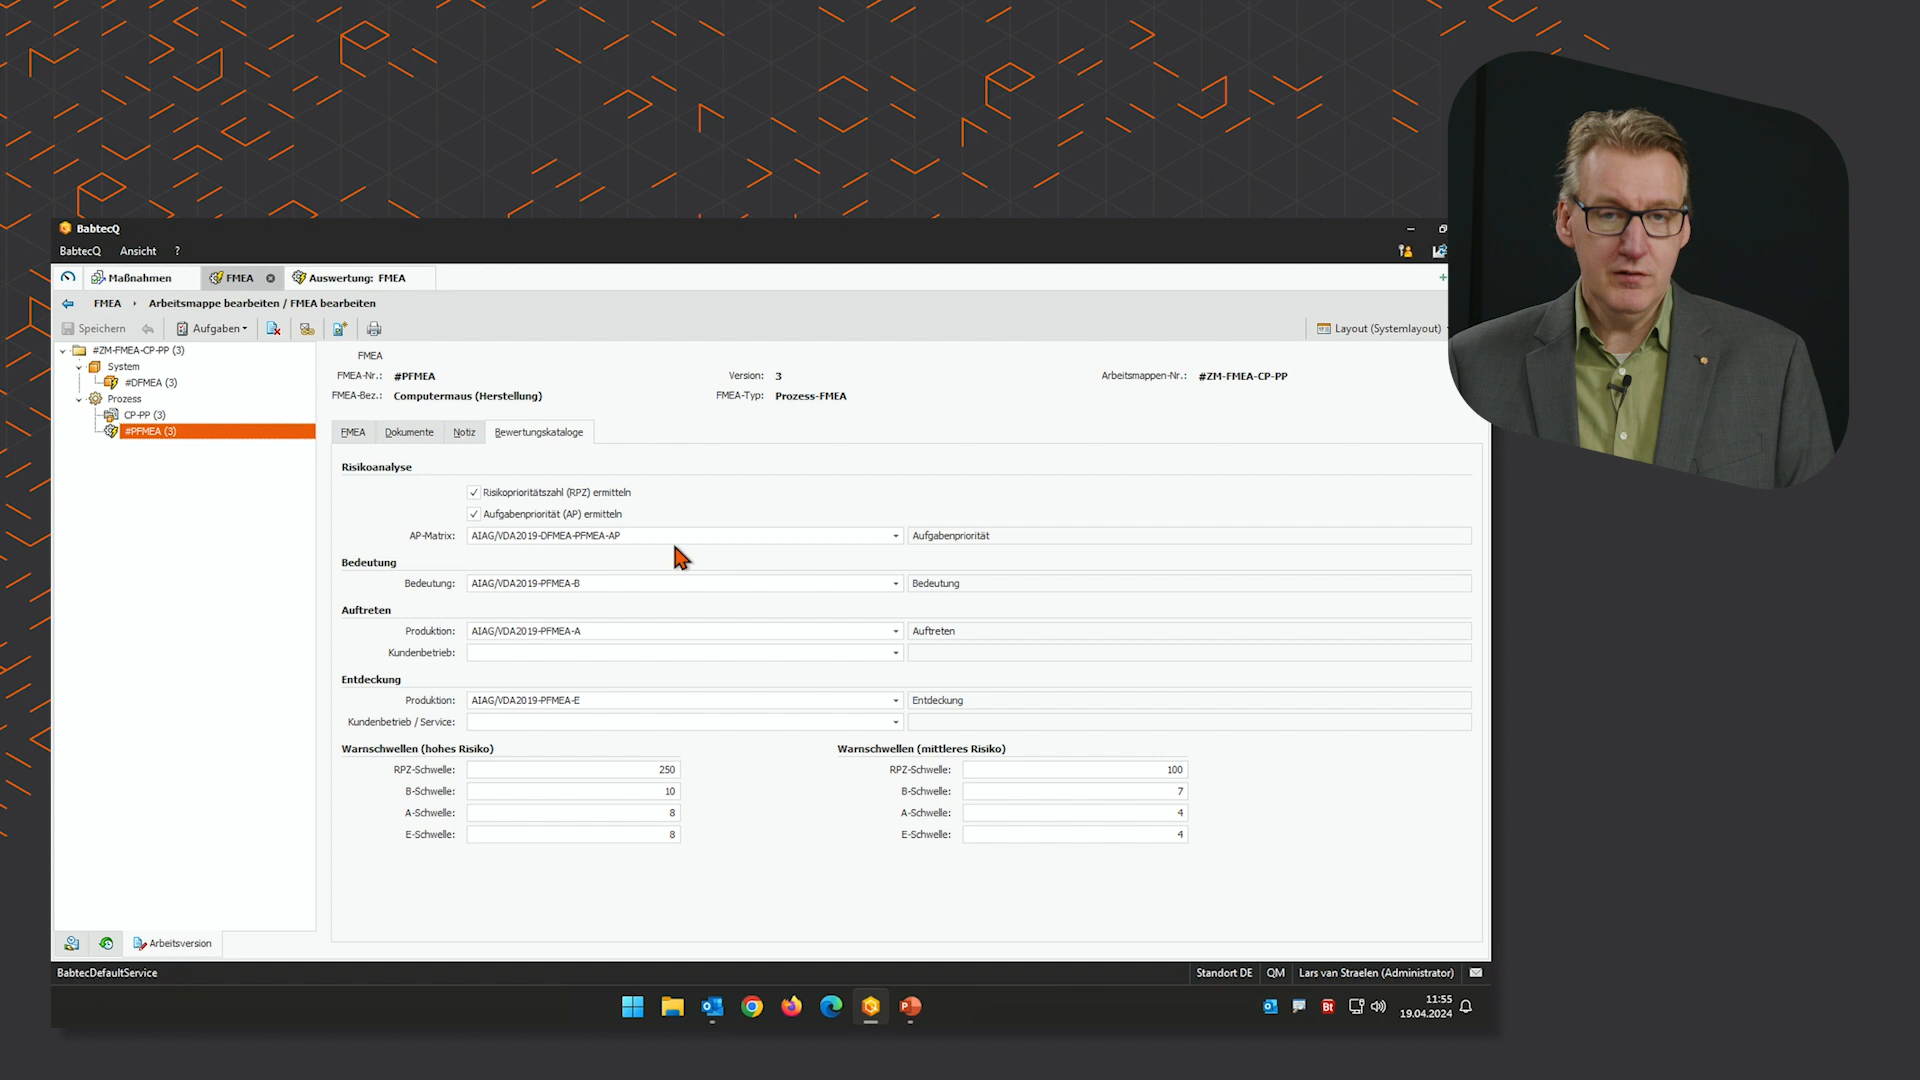 BabtecQ
BabtecQ Ansicht ?
Maßnahmen FMEA Auswertung: FMEA
FMEA Arbeitsmappe bearbeiten / FMEA bearbeiten
Speichern Aufgaben Layout (Systemlayout)
#ZM-FMEA-CP-PP (3)
System
#DFMEA (3)
Prozess
CP-PP (3)
#PFMEA (3)
FMEA
FMEA-Nr.: #PFMEA Version: 3 Arbeitsmappen-Nr.: #ZM-FMEA-CP-PP
FMEA-Bez.: Computermaus (Herstellung) FMEA-Typ: Prozess-FMEA
FMEA Dokumente Notiz Bewertungskataloge
Risikoanalyse
Risikoprioritätszahl (RPZ) ermitteln
Aufgabenpriorität (AP) ermitteln
AP-Matrix: AIAG/VDA2019-DFMEA-PFMEA-AP Aufgabenpriorität
Bedeutung
Bedeutung: AIAG/VDA2019-PFMEA-B Bedeutung
Auftreten
Produktion: AIAG/VDA2019-PFMEA-A Auftreten
Kundenbetrieb:
Entdeckung
Produktion: AIAG/VDA2019-PFMEA-E Entdeckung
Kundenbetrieb / Service:
Warnschwellen (hohes Risiko) Warnschwellen (mittleres Risiko)
RPZ-Schwelle: 250 RPZ-Schwelle: 100
B-Schwelle: 10 B-Schwelle: 7
A-Schwelle: 8 A-Schwelle: 4
E-Schwelle: 8 E-Schwelle: 4
Arbeitsversion
BabtecDefaultService Standort DE QM Lars van Straelen (Administrator)
Bt 11:55
19.04.2024